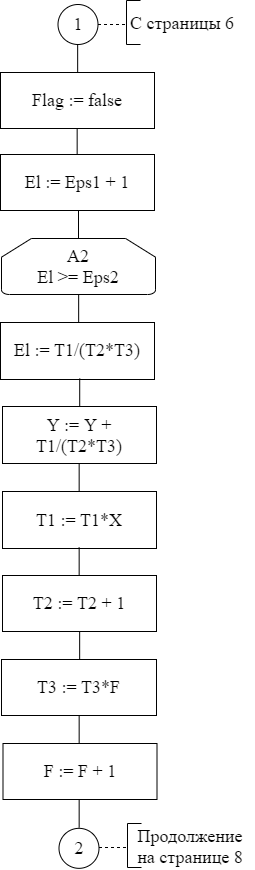 1
С страницы 6
Flag := false
El := Eps1 + 1
A2
El >= Eps2
El := T1/(T2*T3)
Y := Y +
T1/(T2*T3)
T1 := T1*X
T2 := T2 + 1
T3 := T3*F
F := F + 1
2
Продолжение
на странице 8